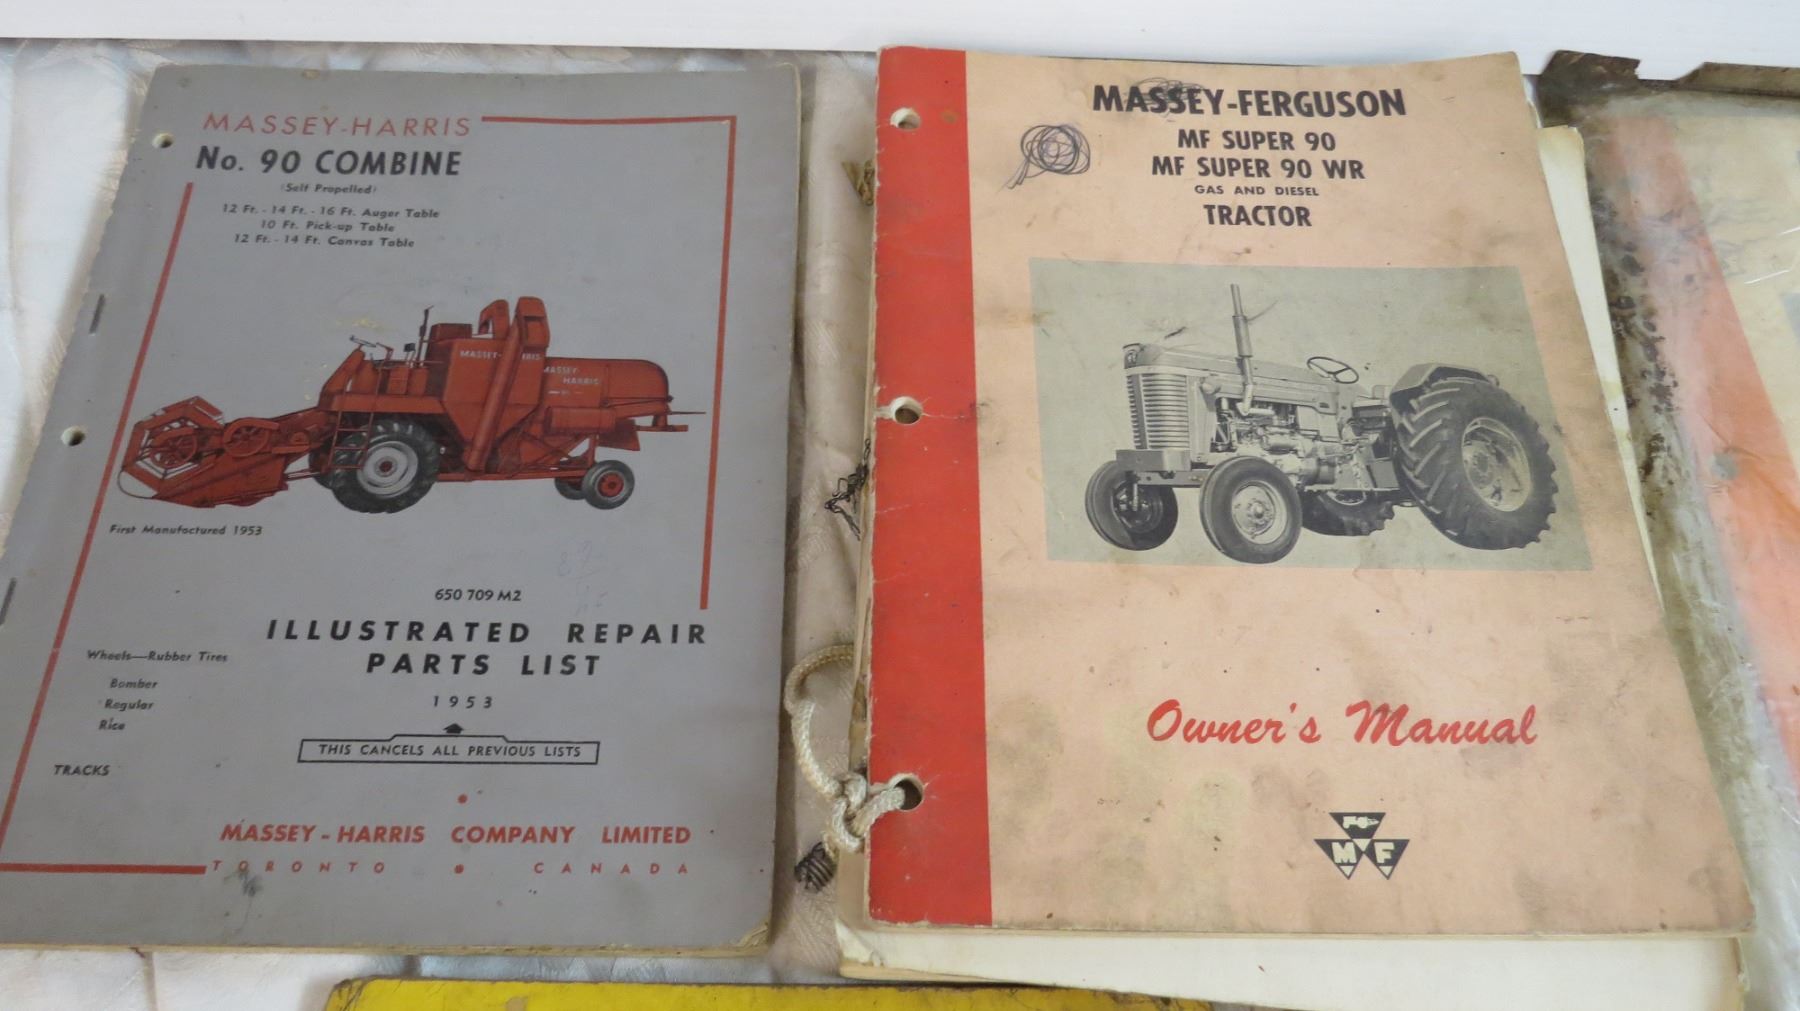 MASSEY-HARRIS
No. 90 COMBINE
(Self Propelled)
12 Ft. - 14 Ft. - 16 Ft. Auger Table
10 Ft. Pick-up Table
12 Ft. - 14 Ft. Canvas Table
MASSEY-
RRIS
MASSEY-
HARRIS
First Manufactured 1953
650 709 M2
ILLUSTRATED REPAIR
PARTS LIST
1953
THIS CANCELS ALL PREVIOUS LISTS
Wheels—Rubber Tires
Bomber
Regular
Rice
TRACKS
MASSEY-HARRIS COMPANY LIMITED
TORONTO • CANADA
MASSEY-FERGUSON
MF SUPER 90
MF SUPER 90 WR
GAS AND DIESEL
TRACTOR
Owner's Manual
MF